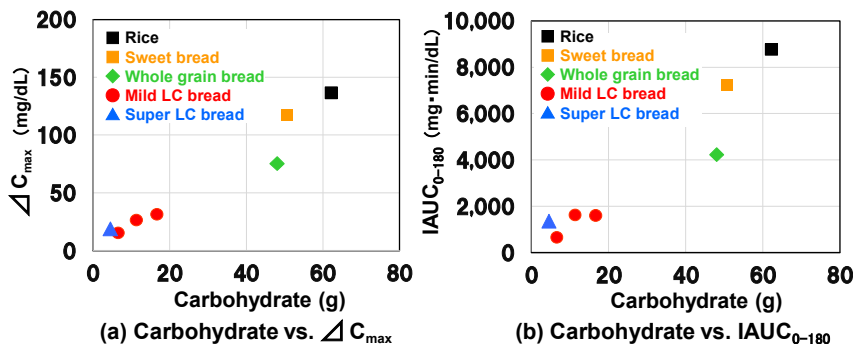 200
150
100
50
0
⊿ C max (mg/dL)
Rice
Sweet bread
Whole grain bread
Mild LC bread
Super LC bread
0 20 40 60 80
Carbohydrate (g)
(a) Carbohydrate vs. ⊿ C max
10,000
8,000
6,000
4,000
2,000
0
IAUC0–180 (mg・min/dL)
Rice
Sweet bread
Whole grain bread
Mild LC bread
Super LC bread
0 20 40 60 80
Carbohydrate (g)
(b) Carbohydrate vs. IAUC0–180